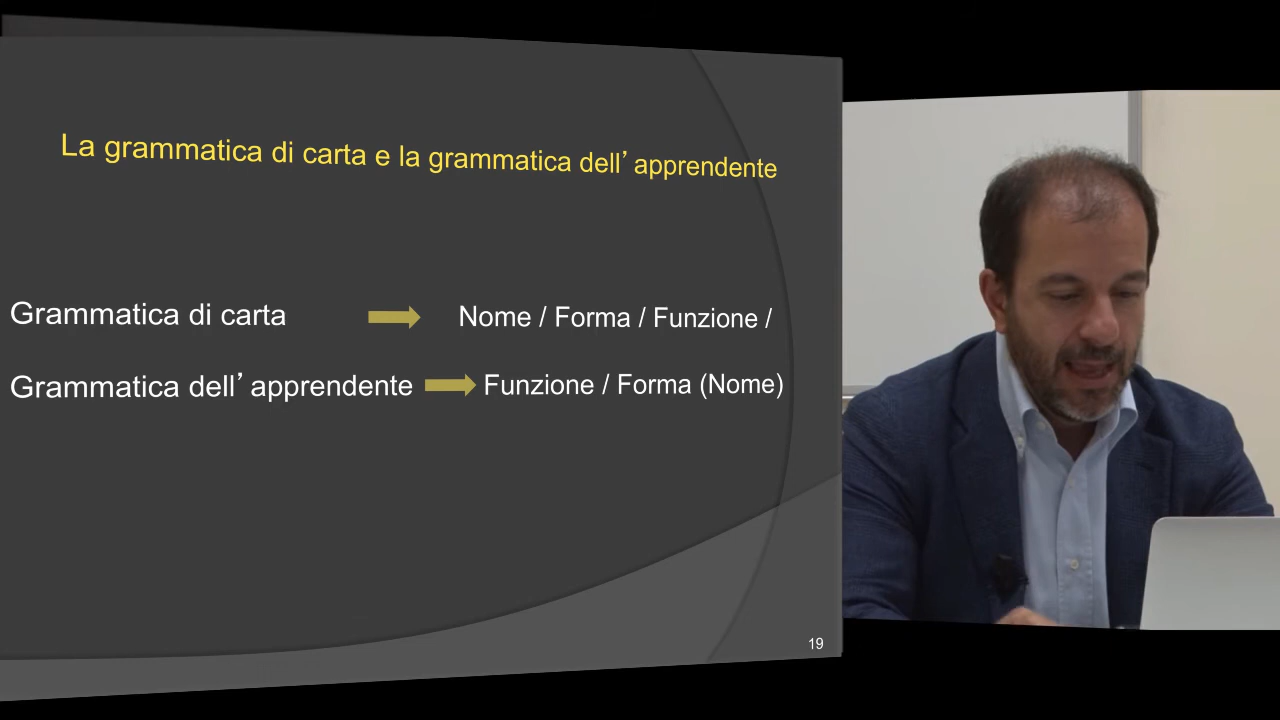 La grammatica di carta e la grammatica dell’apprendente
Grammatica di carta Nome / Forma / Funzione /
Grammatica dell’apprendente Funzione / Forma (Nome)
19